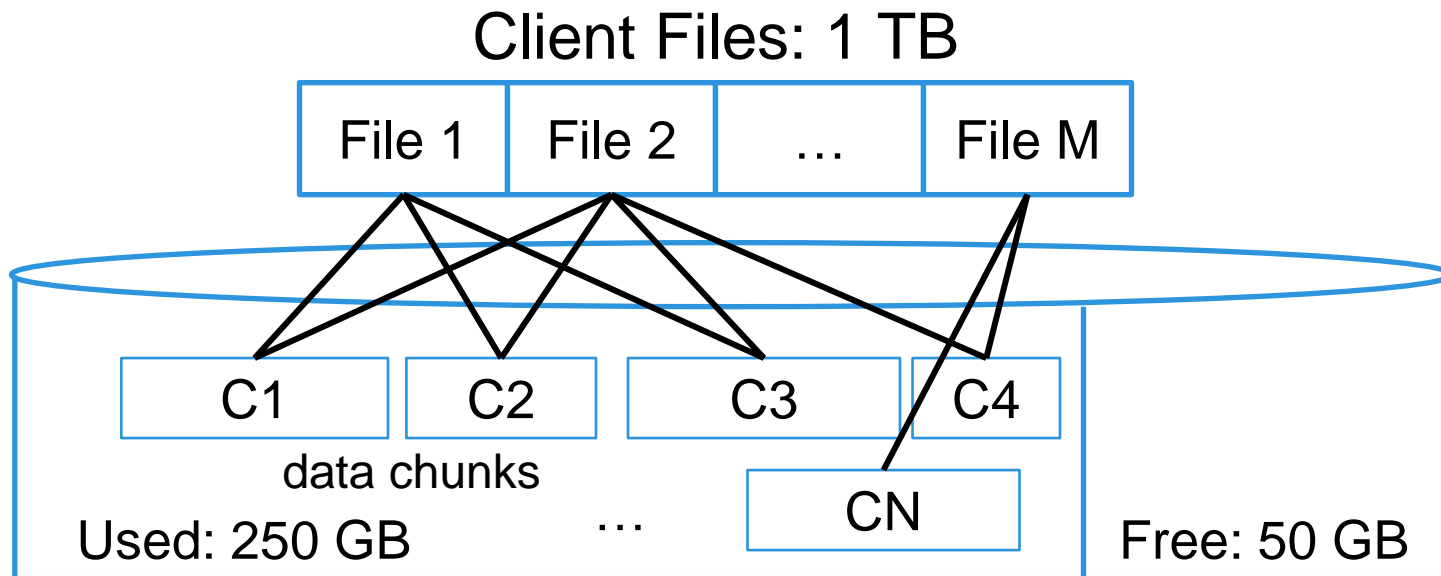 Client Files: 1 TB
File 1 File 2 … File M
C1 C2 C3 C4
data chunks
CN
Used: 250 GB … Free: 50 GB